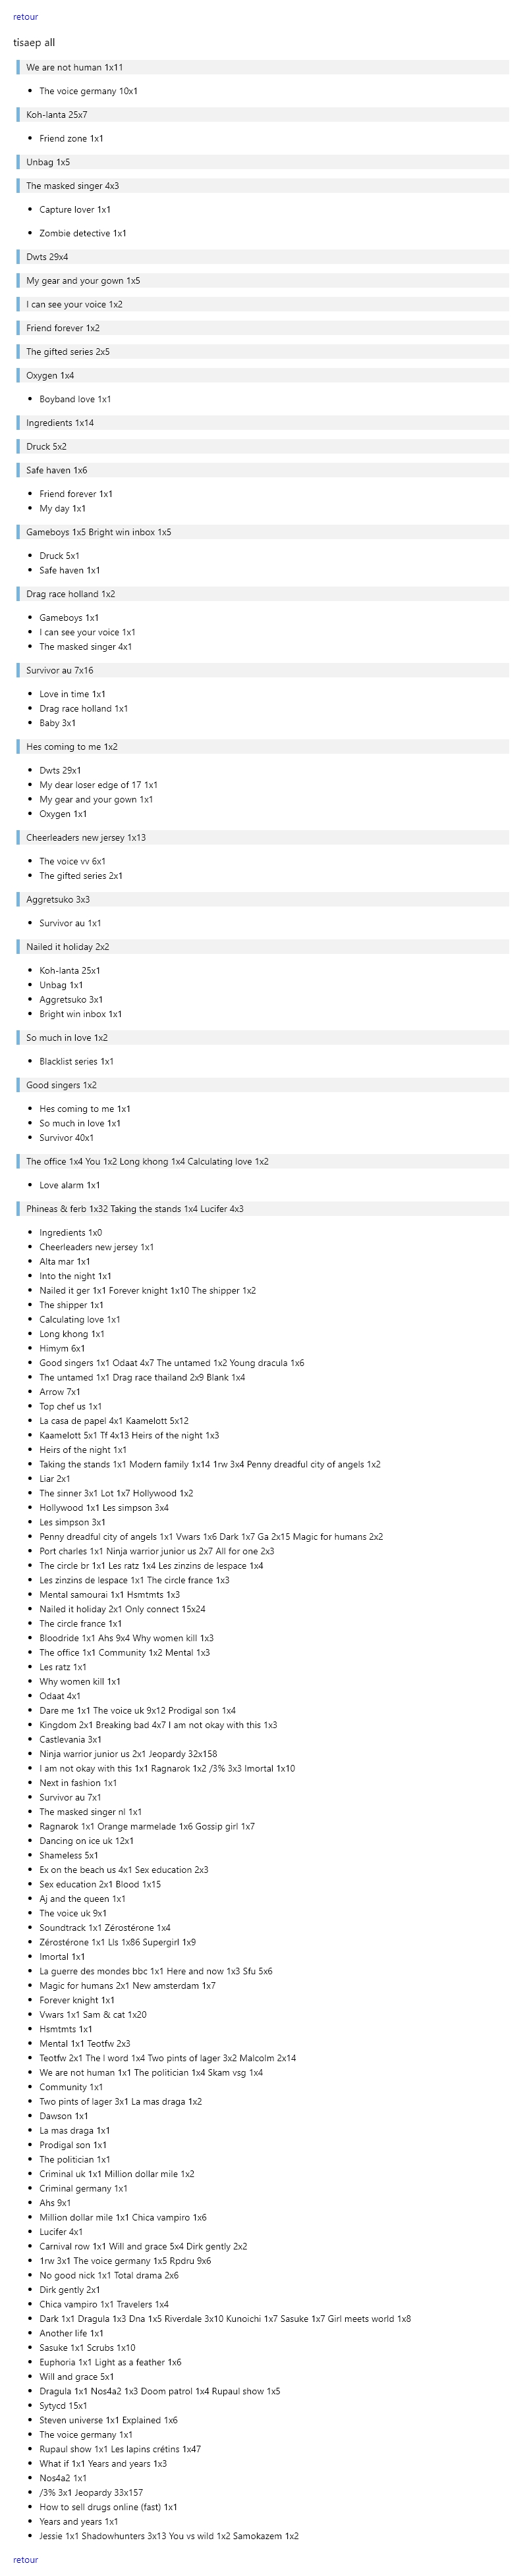 retour
tisaep all
We are not human 1x11
The voice germany 10x1
Koh-lanta 25x7
Friend zone 1x1
Unbag 1x5
The masked singer 4x3
Capture lover 1x1
Zombie detective 1x1
Dwts 29x4
My gear and your gown 1x5
I can see your voice 1x2
Friend forever 1x2
The gifted series 2x5
Oxygen 1x4
Boyband love 1x1
Ingredients 1x14
Druck 5x2
Safe haven 1x6
Friend forever 1x1
My day 1x1
Gameboys 1x5 Bright win inbox 1x5
Druck 5x1
Safe haven 1x1
Drag race holland 1x2
Gameboys 1x1
I can see your voice 1x1
The masked singer 4x1
Survivor au 7x16
Love in time 1x1
Drag race holland 1x1
Baby 3x1
Hes coming to me 1x2
Dwts 29x1
My dear loser edge of 17 1x1
My gear and your gown 1x1
Oxygen 1x1
Cheerleaders new jersey 1x13
The voice vv 6x1
The gifted series 2x1
Aggretsuko 3x3
Survivor au 1x1
Nailed it holiday 2x2
Koh-lanta 25x1
Unbag 1x1
Aggretsuko 3x1
Bright win inbox 1x1
So much in love 1x2
Blacklist series 1x1
Good singers 1x2
Hes coming to me 1x1
So much in love 1x1
Survivor 40x1
The office 1x4 You 1x2 Long khong 1x4 Calculating love 1x2
Love alarm 1x1
Phineas & ferb 1x32 Taking the stands 1x4 Lucifer 4x3
Ingredients 1x0
Cheerleaders new jersey 1x1
Alta mar 1x1
Into the night 1x1
Nailed it ger 1x1 Forever knight 1x10 The shipper 1x2
The shipper 1x1
Calculating love 1x1
Long khong 1x1
Himym 6x1
Good singers 1x1 Odaat 4x7 The untamed 1x2 Young dracula 1x6
The untamed 1x1 Drag race thailand 2x9 Blank 1x4
Arrow 7x1
Top chef us 1x1
La casa de papel 4x1 Kaamelott 5x12
Kaamelott 5x1 Tf 4x13 Heirs of the night 1x3
Heirs of the night 1x1
Taking the stands 1x1 Modern family 1x14 1rw 3x4 Penny dreadful city of angels 1x2
Liar 2x1
The sinner 3x1 Lot 1x7 Hollywood 1x2
Hollywood 1x1 Les simpson 3x4
Les simpson 3x1
Penny dreadful city of angels 1x1 Vwars 1x6 Dark 1x7 Ga 2x15 Magic for humans 2x2
Port charles 1x1 Ninja warrior junior us 2x7 All for one 2x3
The circle br 1x1 Les ratz 1x4 Les zinzins de lespace 1x4
Les zinzins de lespace 1x1 The circle france 1x3
Mental samourai 1x1 Hsmtmts 1x3
Nailed it holiday 2x1 Only connect 15x24
The circle france 1x1
Bloodride 1x1 Ahs 9x4 Why women kill 1x3
The office 1x1 Community 1x2 Mental 1x3
Les ratz 1x1
Why women kill 1x1
Odaat 4x1
Dare me 1x1 The voice uk 9x12 Prodigal son 1x4
Kingdom 2x1 Breaking bad 4x7 I am not okay with this 1x3
Castlevania 3x1
Ninja warrior junior us 2x1 Jeopardy 32x158
I am not okay with this 1x1 Ragnarok 1x2 /3% 3x3 Imortal 1x10
Next in fashion 1x1
Survivor au 7x1
The masked singer nl 1x1
Ragnarok 1x1 Orange marmelade 1x6 Gossip girl 1x7
Dancing on ice uk 12x1
Shameless 5x1
Ex on the beach us 4x1 Sex education 2x3
Sex education 2x1 Blood 1x15
Aj and the queen 1x1
The voice uk 9x1
Soundtrack 1x1 Zérostérone 1x4
Zérostérone 1x1 Lls 1x86 Supergirl 1x9
Imortal 1x1
La guerre des mondes bbc 1x1 Here and now 1x3 Sfu 5x6
Magic for humans 2x1 New amsterdam 1x7
Forever knight 1x1
Vwars 1x1 Sam & cat 1x20
Hsmtmts 1x1
Mental 1x1 Teotfw 2x3
Teotfw 2x1 The l word 1x4 Two pints of lager 3x2 Malcolm 2x14
We are not human 1x1 The politician 1x4 Skam vsg 1x4
Community 1x1
Two pints of lager 3x1 La mas draga 1x2
Dawson 1x1
La mas draga 1x1
Prodigal son 1x1
The politician 1x1
Criminal uk 1x1 Million dollar mile 1x2
Criminal germany 1x1
Ahs 9x1
Million dollar mile 1x1 Chica vampiro 1x6
Lucifer 4x1
Carnival row 1x1 Will and grace 5x4 Dirk gently 2x2
1rw 3x1 The voice germany 1x5 Rpdru 9x6
No good nick 1x1 Total drama 2x6
Dirk gently 2x1
Chica vampiro 1x1 Travelers 1x4
Dark 1x1 Dragula 1x3 Dna 1x5 Riverdale 3x10 Kunoichi 1x7 Sasuke 1x7 Girl meets world 1x8
Another life 1x1
Sasuke 1x1 Scrubs 1x10
Euphoria 1x1 Light as a feather 1x6
Will and grace 5x1
Dragula 1x1 Nos4a2 1x3 Doom patrol 1x4 Rupaul show 1x5
Sytycd 15x1
Steven universe 1x1 Explained 1x6
The voice germany 1x1
Rupaul show 1x1 Les lapins crétins 1x47
What if 1x1 Years and years 1x3
Nos4a2 1x1
/3% 3x1 Jeopardy 33x157
How to sell drugs online (fast) 1x1
Years and years 1x1
Jessie 1x1 Shadowhunters 3x13 You vs wild 1x2 Samokazem 1x2
retour